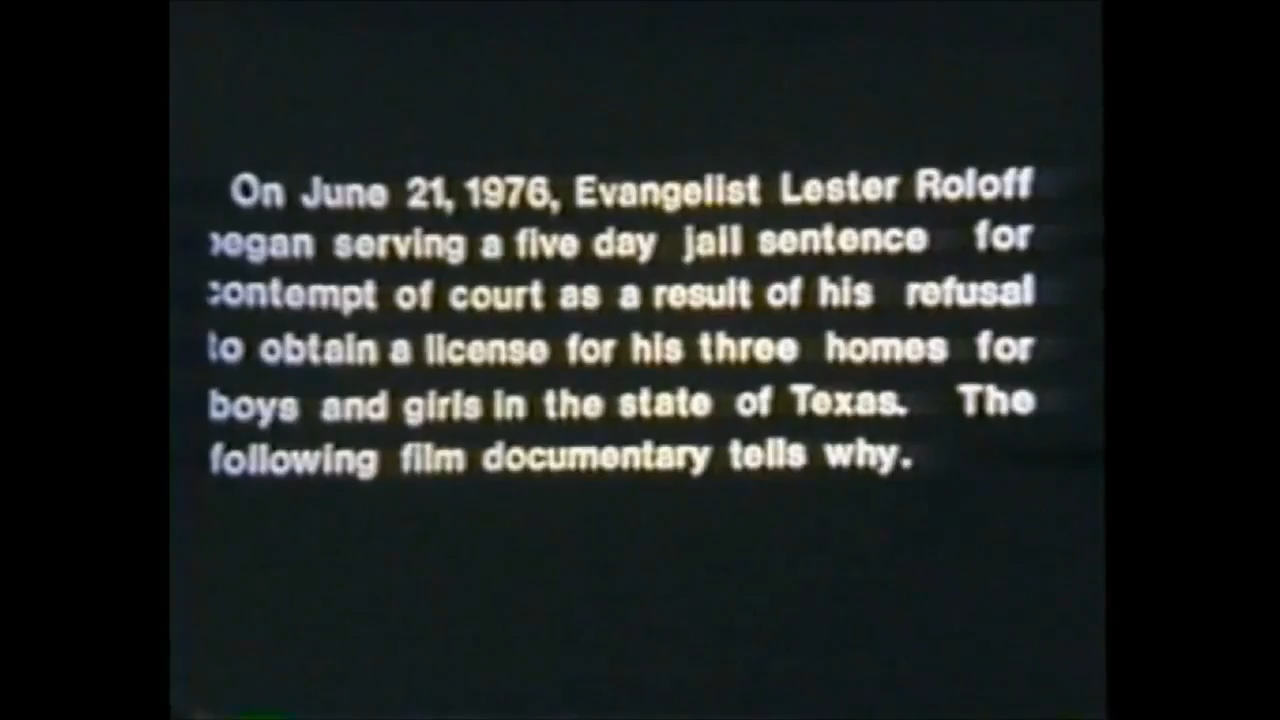 On June 21, 1976, Evangelist Lester Roloff
began serving a five day jail sentence for
contempt of court as a result of his refusal
to obtain a license for his three homes for
boys and girls in the state of Texas. The
following film documentary tells why.